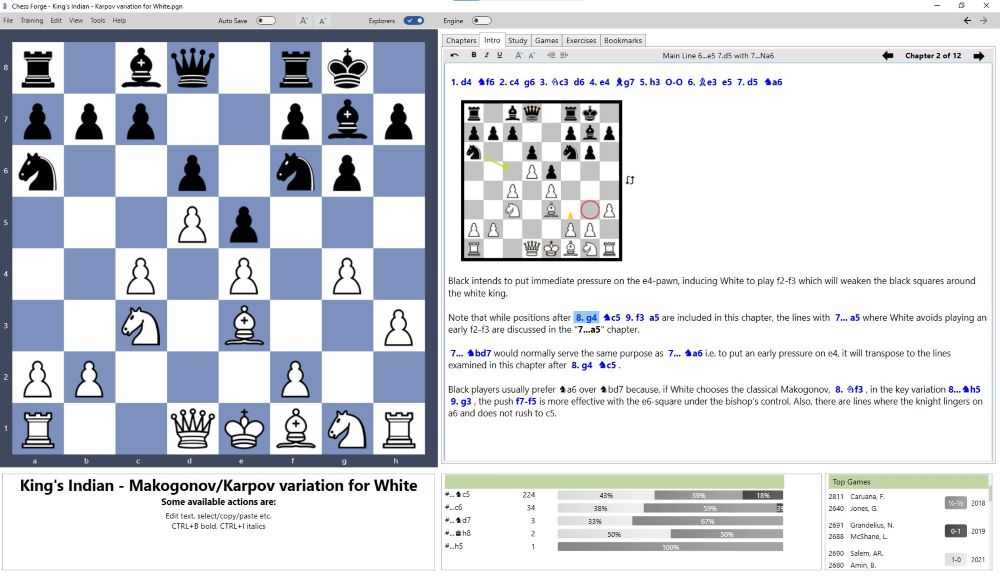 Chess Forge - King's Indian - Karpov variation for White.pgn
File Training Edit View Tools Help Auto Save A+ A- Explorers Engine
Chapters Intro Study Games Exercises Bookmarks
B I U A+ A- Main Line 6...e5 7.d5 with 7...Na6 Chapter 2 of 12
1. d4 ♞f6 2. c4 g6 3. ♘c3 d6 4. e4 ♝g7 5. h3 O-O 6. ♗e3 e5 7. d5 ♞a6
8
7
6
5
4
3
2
1
a b c d e f g h
Black intends to put immediate pressure on the e4-pawn, inducing White to play f2-f3 which will weaken the black squares around
the white king.
Note that while positions after 8. g4 ♞c5 9. f3 a5 are included in this chapter, the lines with 7... a5 where White avoids playing an
early f2-f3 are discussed in the "7...a5" chapter.
7... ♞bd7 would normally serve the same purpose as 7... ♞a6 i.e. to put an early pressure on e4, it will transpose to the lines
examined in this chapter after 8. g4 ♞c5 .
Black players usually prefer ♞a6 over ♞bd7 because, if White chooses the classical Makogonov, 8. ♘f3 , in the key variation 8...♞h5
9. g3 , the push f7-f5 is more effective with the e6-square under the bishop's control. Also, there are lines where the knight lingers on
a6 and does not rush to c5.
King's Indian - Makogonov/Karpov variation for White
Some available actions are:
Edit text, select/copy/paste etc.
CTRL+B bold, CTRL+I italics
#...♞c5 224 43% 39% 18%
#...c6 34 38% 59% 3%
#...♞d7 3 33% 67%
#...♚h8 2 50% 50%
#...h5 1 100%
Top Games
2811 Caruana, F.
2640 Jones, G.
½-½ 2018
2691 Grandelius, N.
2688 McShane, L.
0-1 2019
2690 Salem, AR.
2680 Amin, B.
1-0 2021